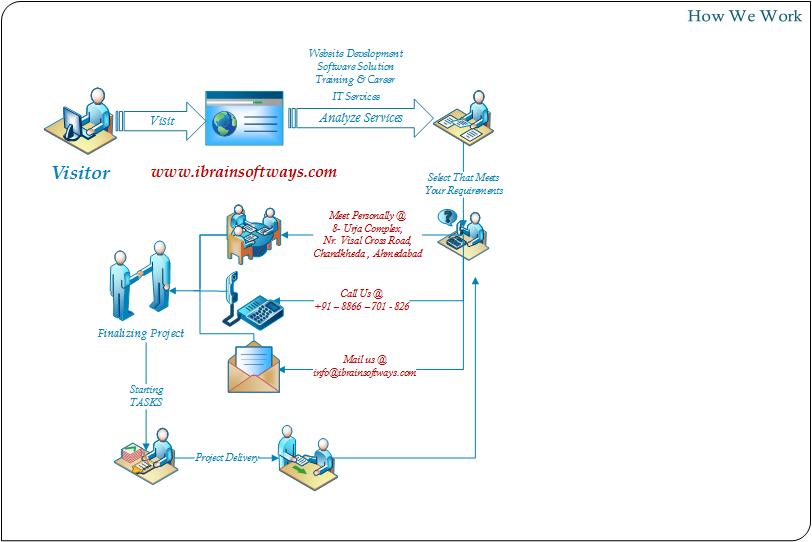 How We Work
Website Development
Software Solution
Training & Career
IT Services
Visit
Analyze Services
Visitor
www.ibrainsoftways.com
Select That Meets
Your Requirements
Meet Personally @
8- Urja Complex,
Nr. Visal Cross Road,
Chandkheda , Ahmedabad
Call Us @
+91 – 8866 – 701 - 826
Finalizing Project
Mail us @
info@ibrainsoftways.com
Starting
TASKS
Project Delivery